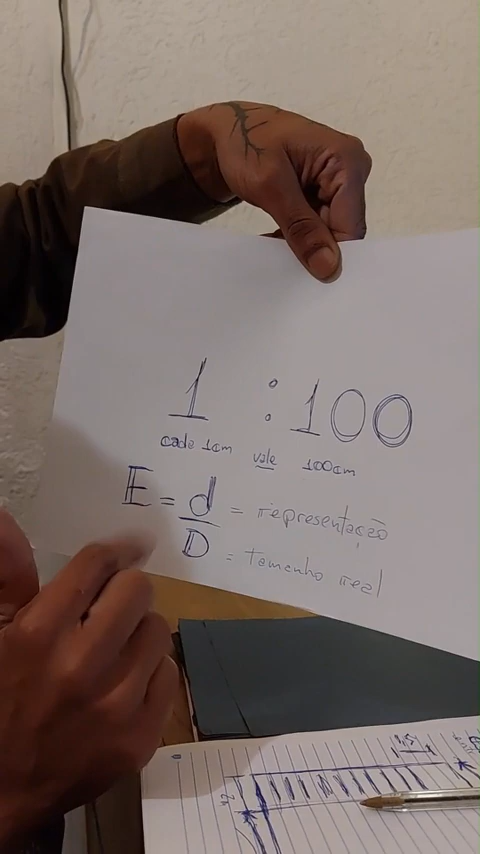 1 : 100
cada 1cm vale 100cm
E = d = representação
D = tamanho real